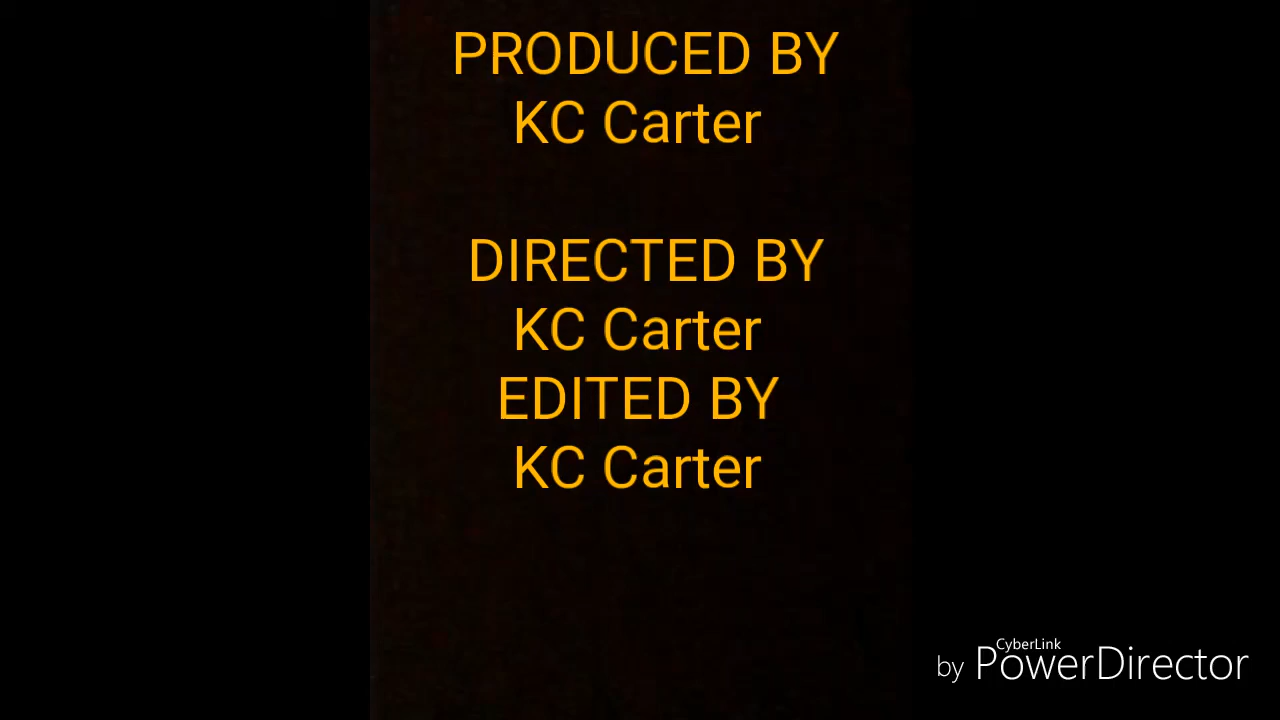 PRODUCED BY
KC Carter
DIRECTED BY
KC Carter
EDITED BY
KC Carter
CyberLink
by PowerDirector